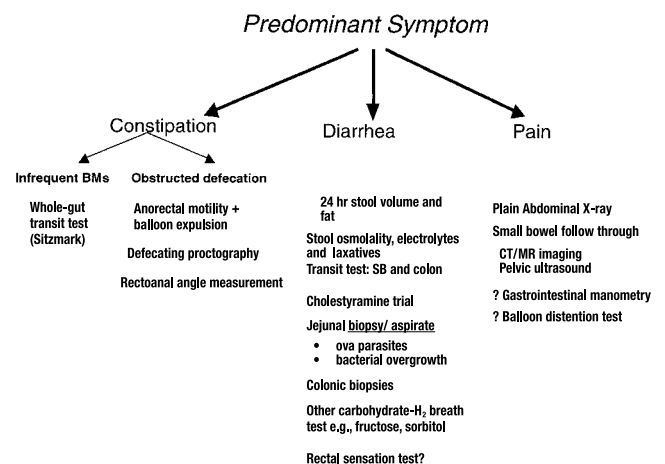 Predominant Symptom
Constipation
Diarrhea
Pain
Infrequent BMs
Obstructed defecation
Whole-gut
transit test
(Sitzmark)
Anorectal motility +
balloon expulsion
Defecating proctography
Rectoanal angle measurement
24 hr stool volume and
fat
Stool osmolality, electrolytes
and laxatives
Transit test: SB and colon
Cholestyramine trial
Jejunal biopsy/ aspirate
• ova parasites
• bacterial overgrowth
Colonic biopsies
Other carbohydrate-H₂ breath
test e.g., fructose, sorbitol
Rectal sensation test?
Plain Abdominal X-ray
Small bowel follow through
CT/MR imaging
Pelvic ultrasound
? Gastrointestinal manometry
? Balloon distention test